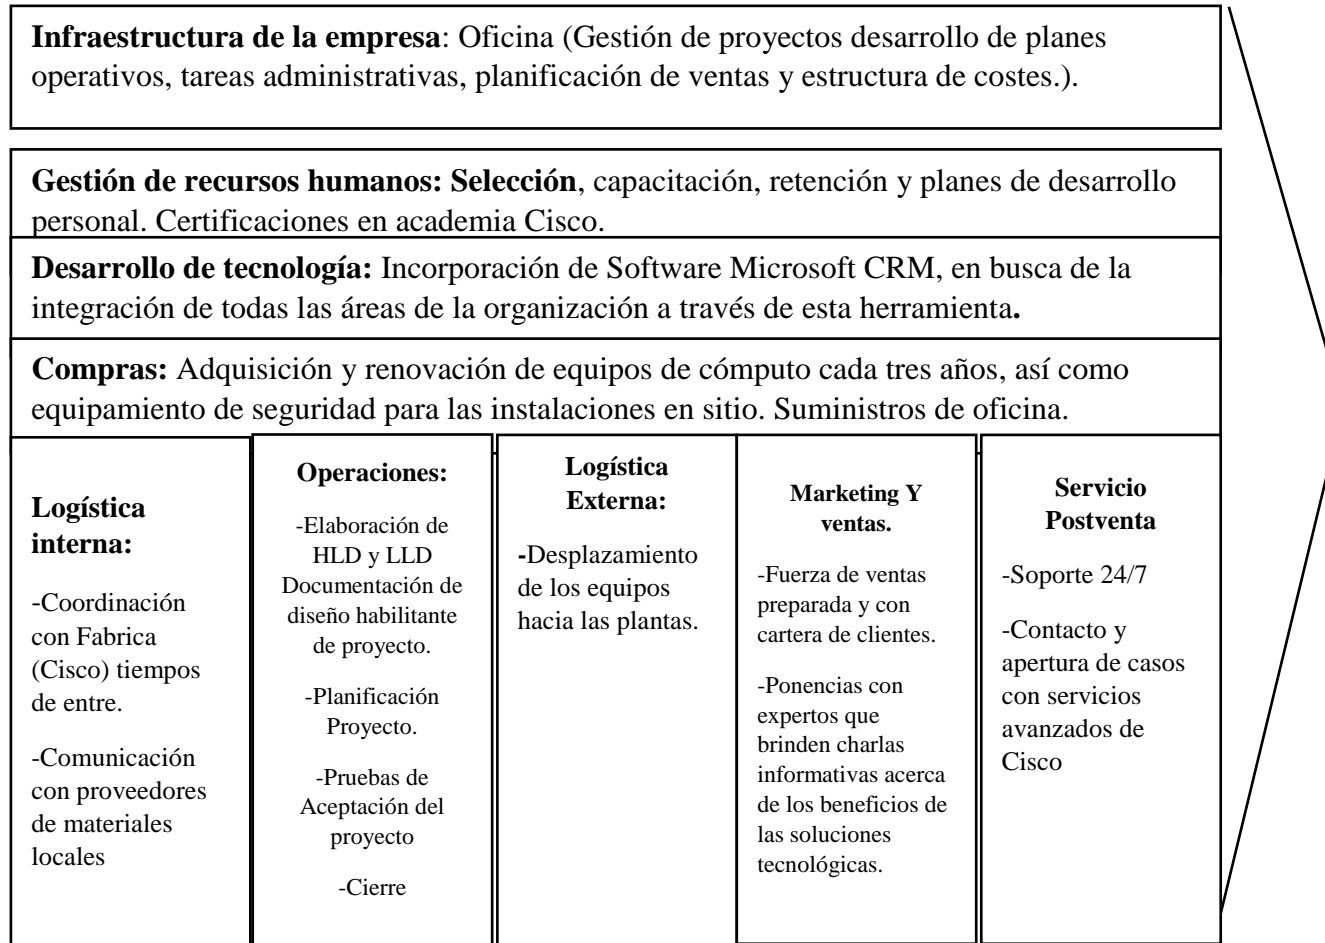 Infraestructura de la empresa: Oficina (Gestión de proyectos desarrollo de planes
operativos, tareas administrativas, planificación de ventas y estructura de costes.).
Gestión de recursos humanos: Selección, capacitación, retención y planes de desarrollo
personal. Certificaciones en academia Cisco.
Desarrollo de tecnología: Incorporación de Software Microsoft CRM, en busca de la
integración de todas las áreas de la organización a través de esta herramienta.
Compras: Adquisición y renovación de equipos de cómputo cada tres años, así como
equipamiento de seguridad para las instalaciones en sitio. Suministros de oficina.
Logística
interna:
-Coordinación
con Fabrica
(Cisco) tiempos
de entre.
-Comunicación
con proveedores
de materiales
locales
Operaciones:
-Elaboración de
HLD y LLD
Documentación de
diseño habilitante
de proyecto.
-Planificación
Proyecto.
-Pruebas de
Aceptación del
proyecto
-Cierre
Logística
Externa:
-Desplazamiento
de los equipos
hacia las plantas.
Marketing Y
ventas.
-Fuerza de ventas
preparada y con
cartera de clientes.
-Ponencias con
expertos que
brinden charlas
informativas acerca
de los beneficios de
las soluciones
tecnológicas.
Servicio
Postventa
-Soporte 24/7
-Contacto y
apertura de casos
con servicios
avanzados de
Cisco